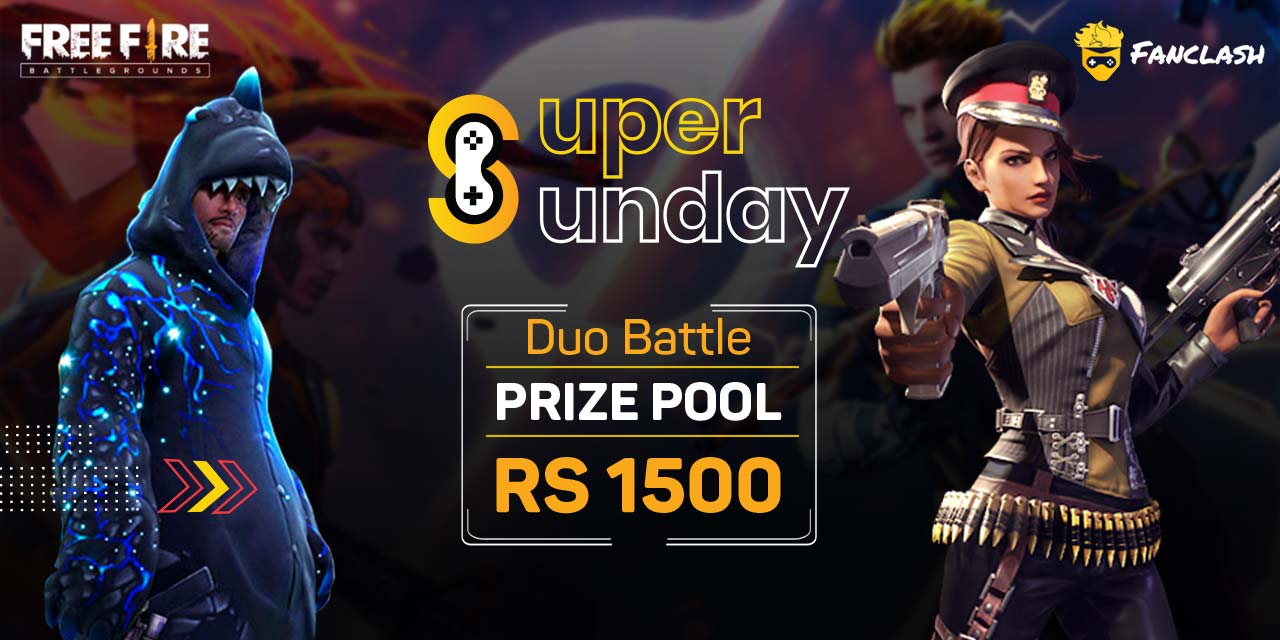 FREE FIRE
BATTLEGROUNDS
FANCLASH
Super
Sunday
Duo Battle
PRIZE POOL
RS 1500